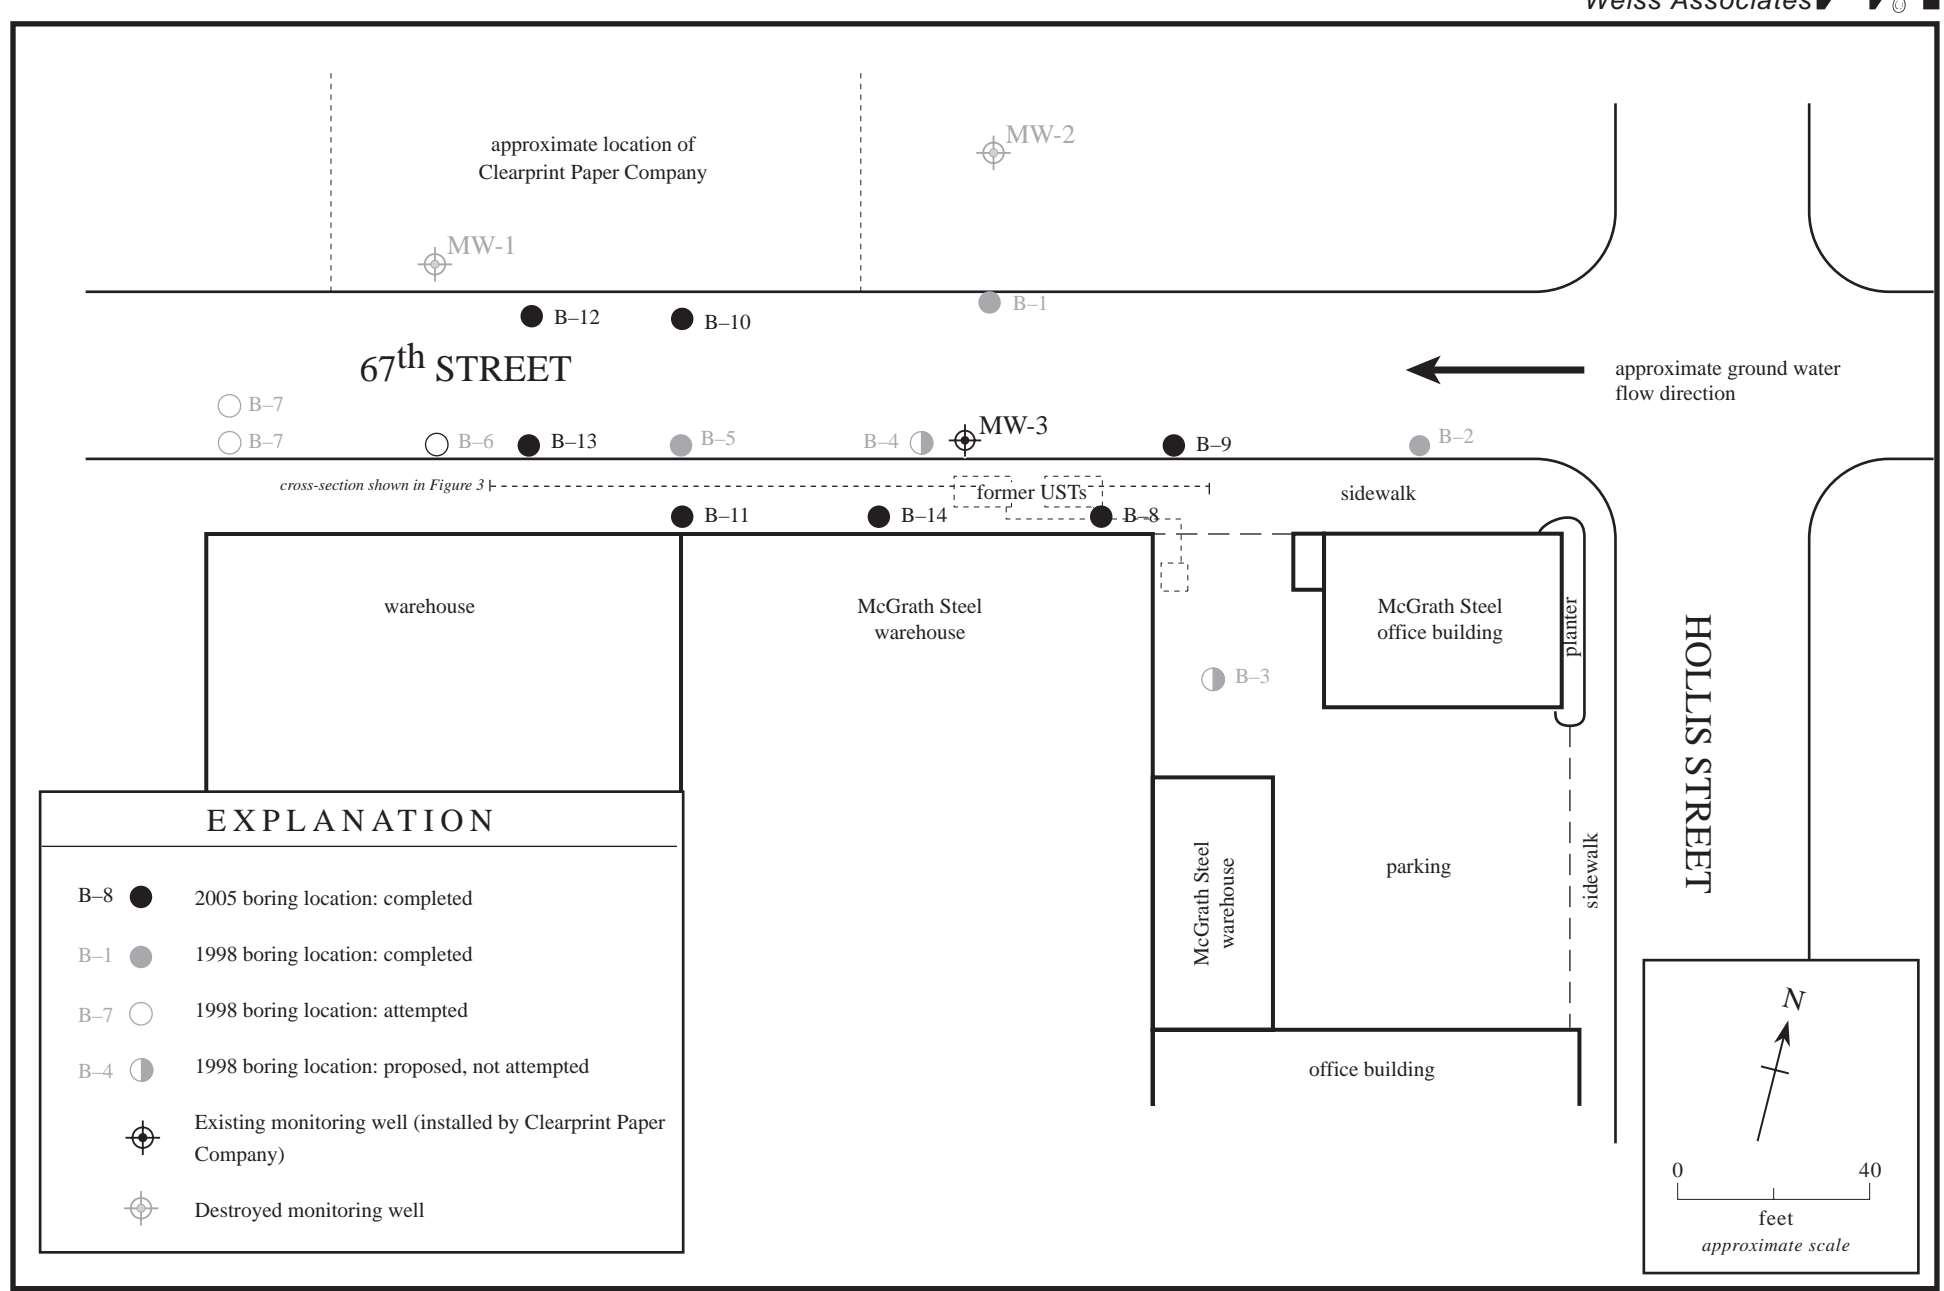 Weiss Associates
approximate location of
Clearprint Paper Company
MW-2
MW-1
B–1
B–12
B–10
67th STREET
approximate ground water
flow direction
B–7
B–7
B–6
B–13
B–5
B–4
MW-3
B–9
B–2
cross-section shown in Figure 3
former USTs
sidewalk
B–11
B–14
B–8
warehouse
McGrath Steel
warehouse
McGrath Steel
office building
planter
B–3
HOLLIS STREET
McGrath Steel
warehouse
parking
sidewalk
office building
EXPLANATION
B–8 2005 boring location: completed
B–1 1998 boring location: completed
B–7 1998 boring location: attempted
B–4 1998 boring location: proposed, not attempted
Existing monitoring well (installed by Clearprint Paper
Company)
Destroyed monitoring well
N
0 40
feet
approximate scale